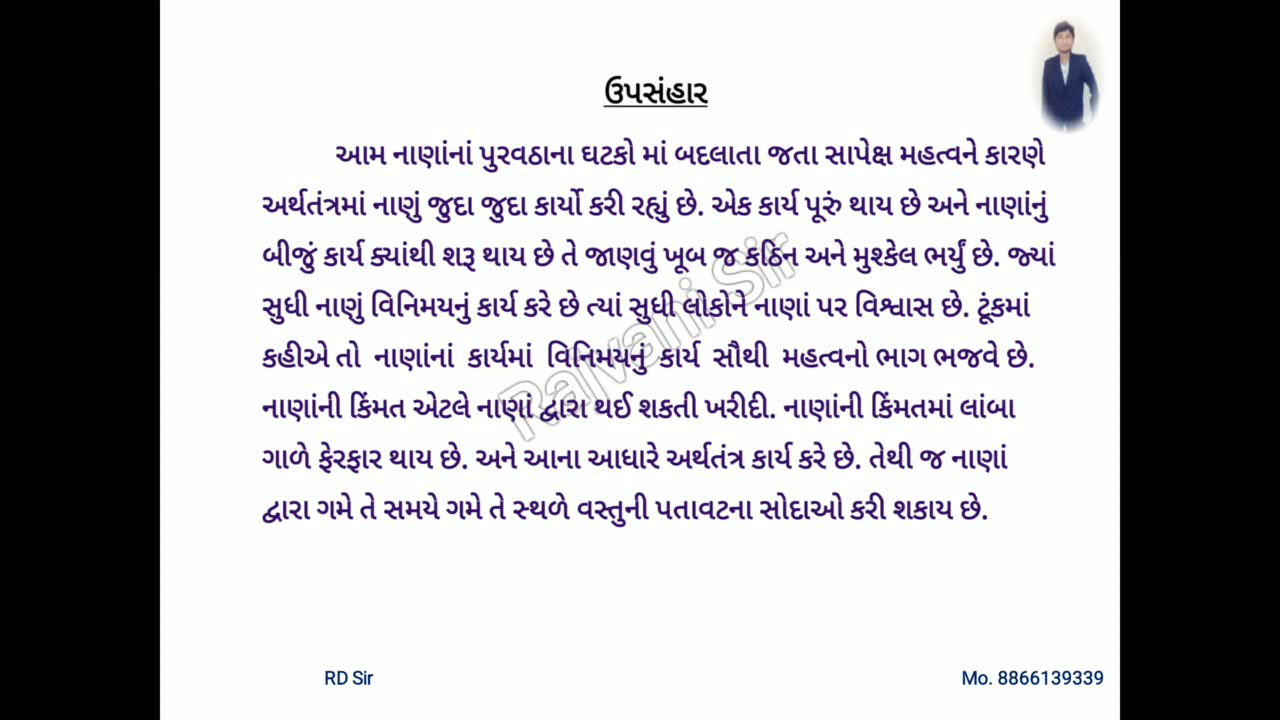 ઉપસંહાર
આમ નાણાંનાં પુરવઠાના ઘટકો માં બદલાતા જતા સાપેક્ષ મહત્વને કારણે
અર્થતંત્રમાં નાણું જુદા જુદા કાર્યો કરી રહ્યું છે. એક કાર્ય પૂરું થાય છે અને નાણાંનું
બીજું કાર્ય ક્યાંથી શરૂ થાય છે તે જાણવું ખૂબ જ કઠિન અને મુશ્કેલ ભર્યું છે. જ્યાં
સુધી નાણું વિનિમયનું કાર્ય કરે છે ત્યાં સુધી લોકોને નાણાં પર વિશ્વાસ છે. ટૂંકમાં
કહીએ તો નાણાંનાં કાર્યમાં વિનિમયનું કાર્ય સૌથી મહત્વનો ભાગ ભજવે છે.
નાણાંની કિંમત એટલે નાણાં દ્વારા થઈ શકતી ખરીદી. નાણાંની કિંમતમાં લાંબા
ગાળે ફેરફાર થાય છે. અને આના આધારે અર્થતંત્ર કાર્ય કરે છે. તેથી જ નાણાં
દ્વારા ગમે તે સમયે ગમે તે સ્થળે વસ્તુની પતાવટના સોદાઓ કરી શકાય છે.
Rajvani Sir
RD Sir
Mo. 8866139339